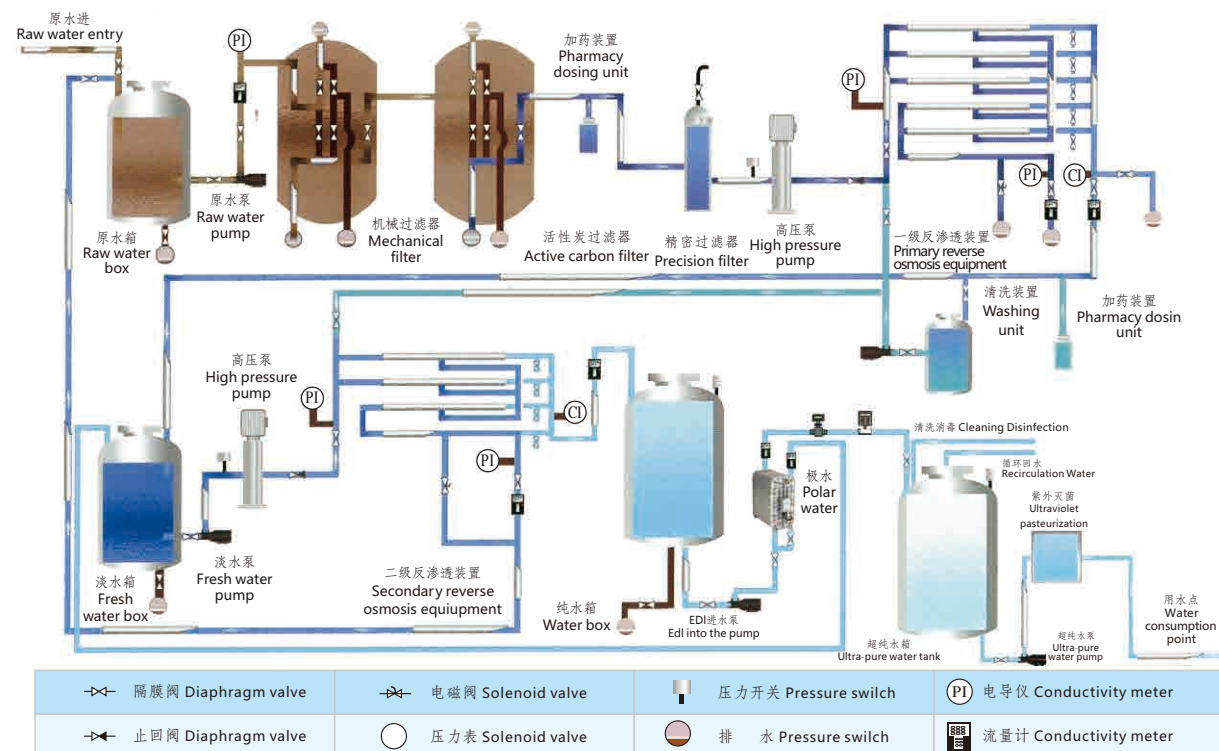 原水进
Raw water entry
PI
加药装置
Pharmacy
dosing unit
PI
原水泵
Raw water
pump
原水箱
Raw water
box
机械过滤器
Mechanical
filter
活性炭过滤器
Active carbon filter
精密过滤器
Precision filter
高压泵
High pressure
pump
一级反渗透装置
Primary reverse
osmosis equipment
PI
CI
清洗装置
Washing
unit
加药装置
Pharmacy dosin
unit
高压泵
High pressure
pump
PI
CI
PI
淡水箱
Fresh
water box
淡水泵
Fresh water
pump
二级反渗透装置
Secondary reverse
osmosis equiupment
纯水箱
Water box
EDI进水泵
EdI into the pump
极水
Polar
water
清洗消毒 Cleaning Disinfection
循环回水
Recirculation Water
紫外灭菌
Ultraviolet
pasteurization
超纯水箱
Ultra-pure water tank
超纯水泵
Ultra-pure
water pump
用水点
Water
consumption
point
隔膜阀 Diaphragm valve
电磁阀 Solenoid valve
压力开关 Pressure swilch
PI 电导仪 Conductivity meter
止回阀 Diaphragm valve
压力表 Solenoid valve
排 水 Pressure swilch
流量计 Conductivity meter